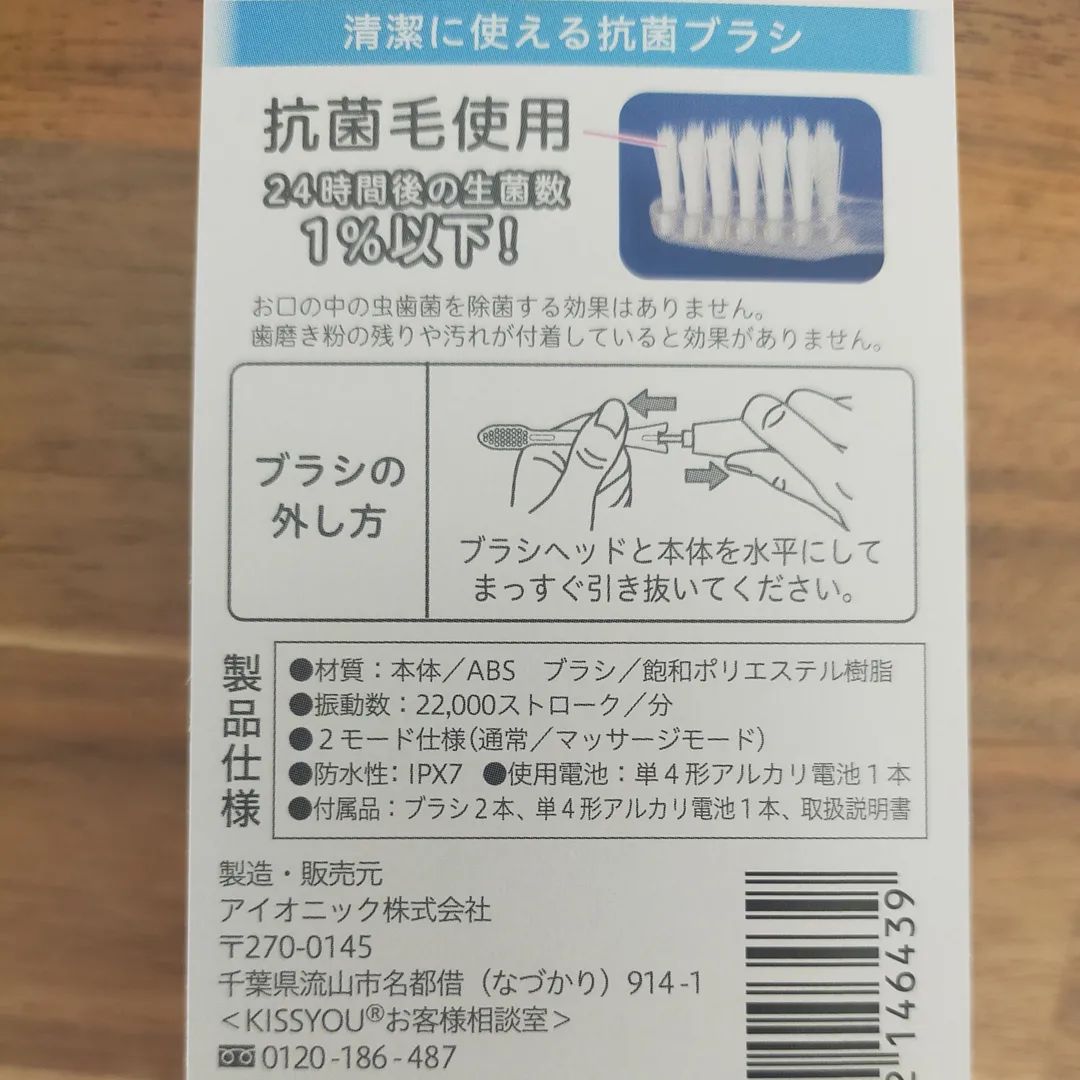 清潔に使える抗菌ブラシ
抗菌毛使用
24時間後の生菌数
1%以下!
お口の中の虫歯菌を除菌する効果はありません。
歯磨き粉の残りや汚れが付着していると効果がありません。
ブラシの
外し方
ブラシヘッドと本体を水平にして
まっすぐ引き抜いてください。
製品仕様
●材質:本体/ABS ブラシ/飽和ポリエステル樹脂
●振動数:22,000ストローク/分
●2モード仕様(通常/マッサージモード)
●防水性:IPX7 ●使用電池:単4形アルカリ電池1本
●付属品:ブラシ2本、単4形アルカリ電池1本、取扱説明書
製造・販売元
アイオニック株式会社
〒270-0145
千葉県流山市名都借(なづかり)914-1
<KISSYOU®お客様相談室>
0120-186-487
146439